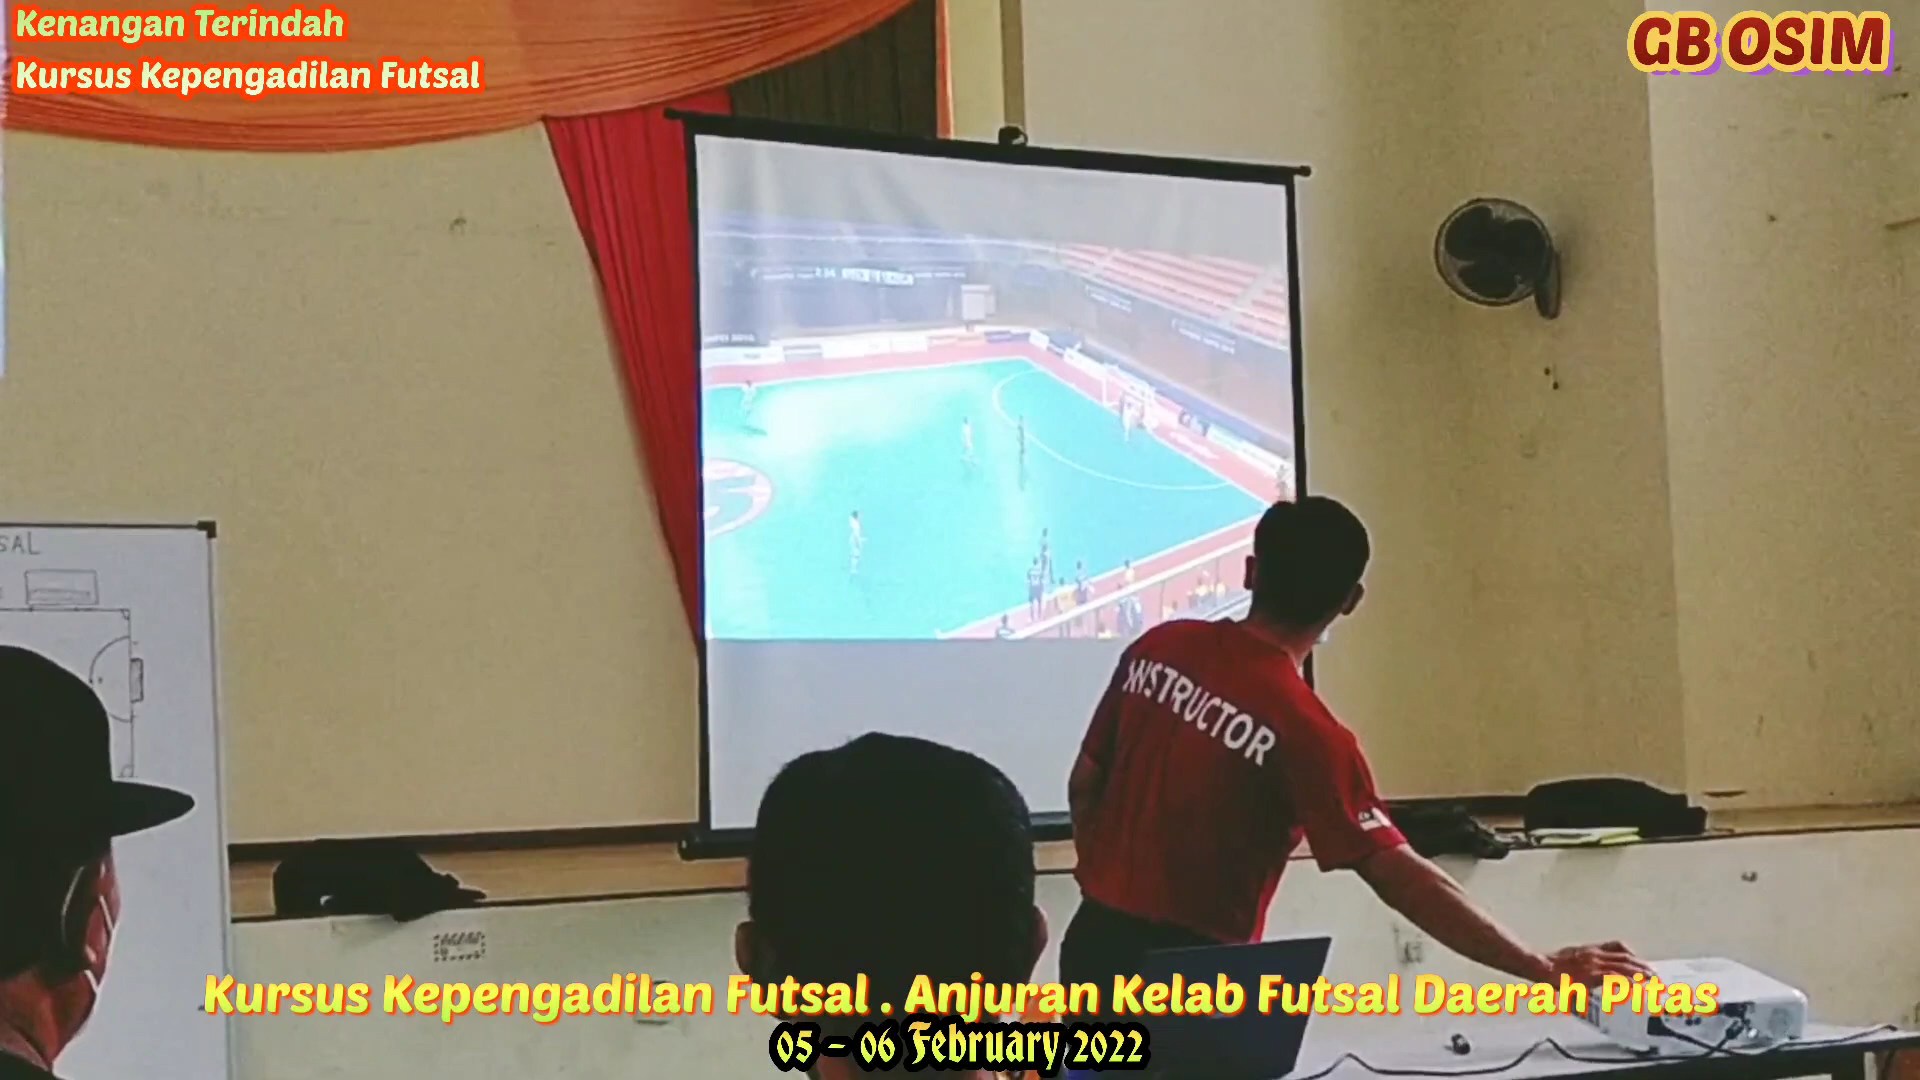 Kenangan Terindah
Kursus Kepengadilan Futsal
GB OSIM
SAL
INSTRUCTOR
Kursus Kepengadilan Futsal . Anjuran Kelab Futsal Daerah Pitas
05 - 06 February 2022